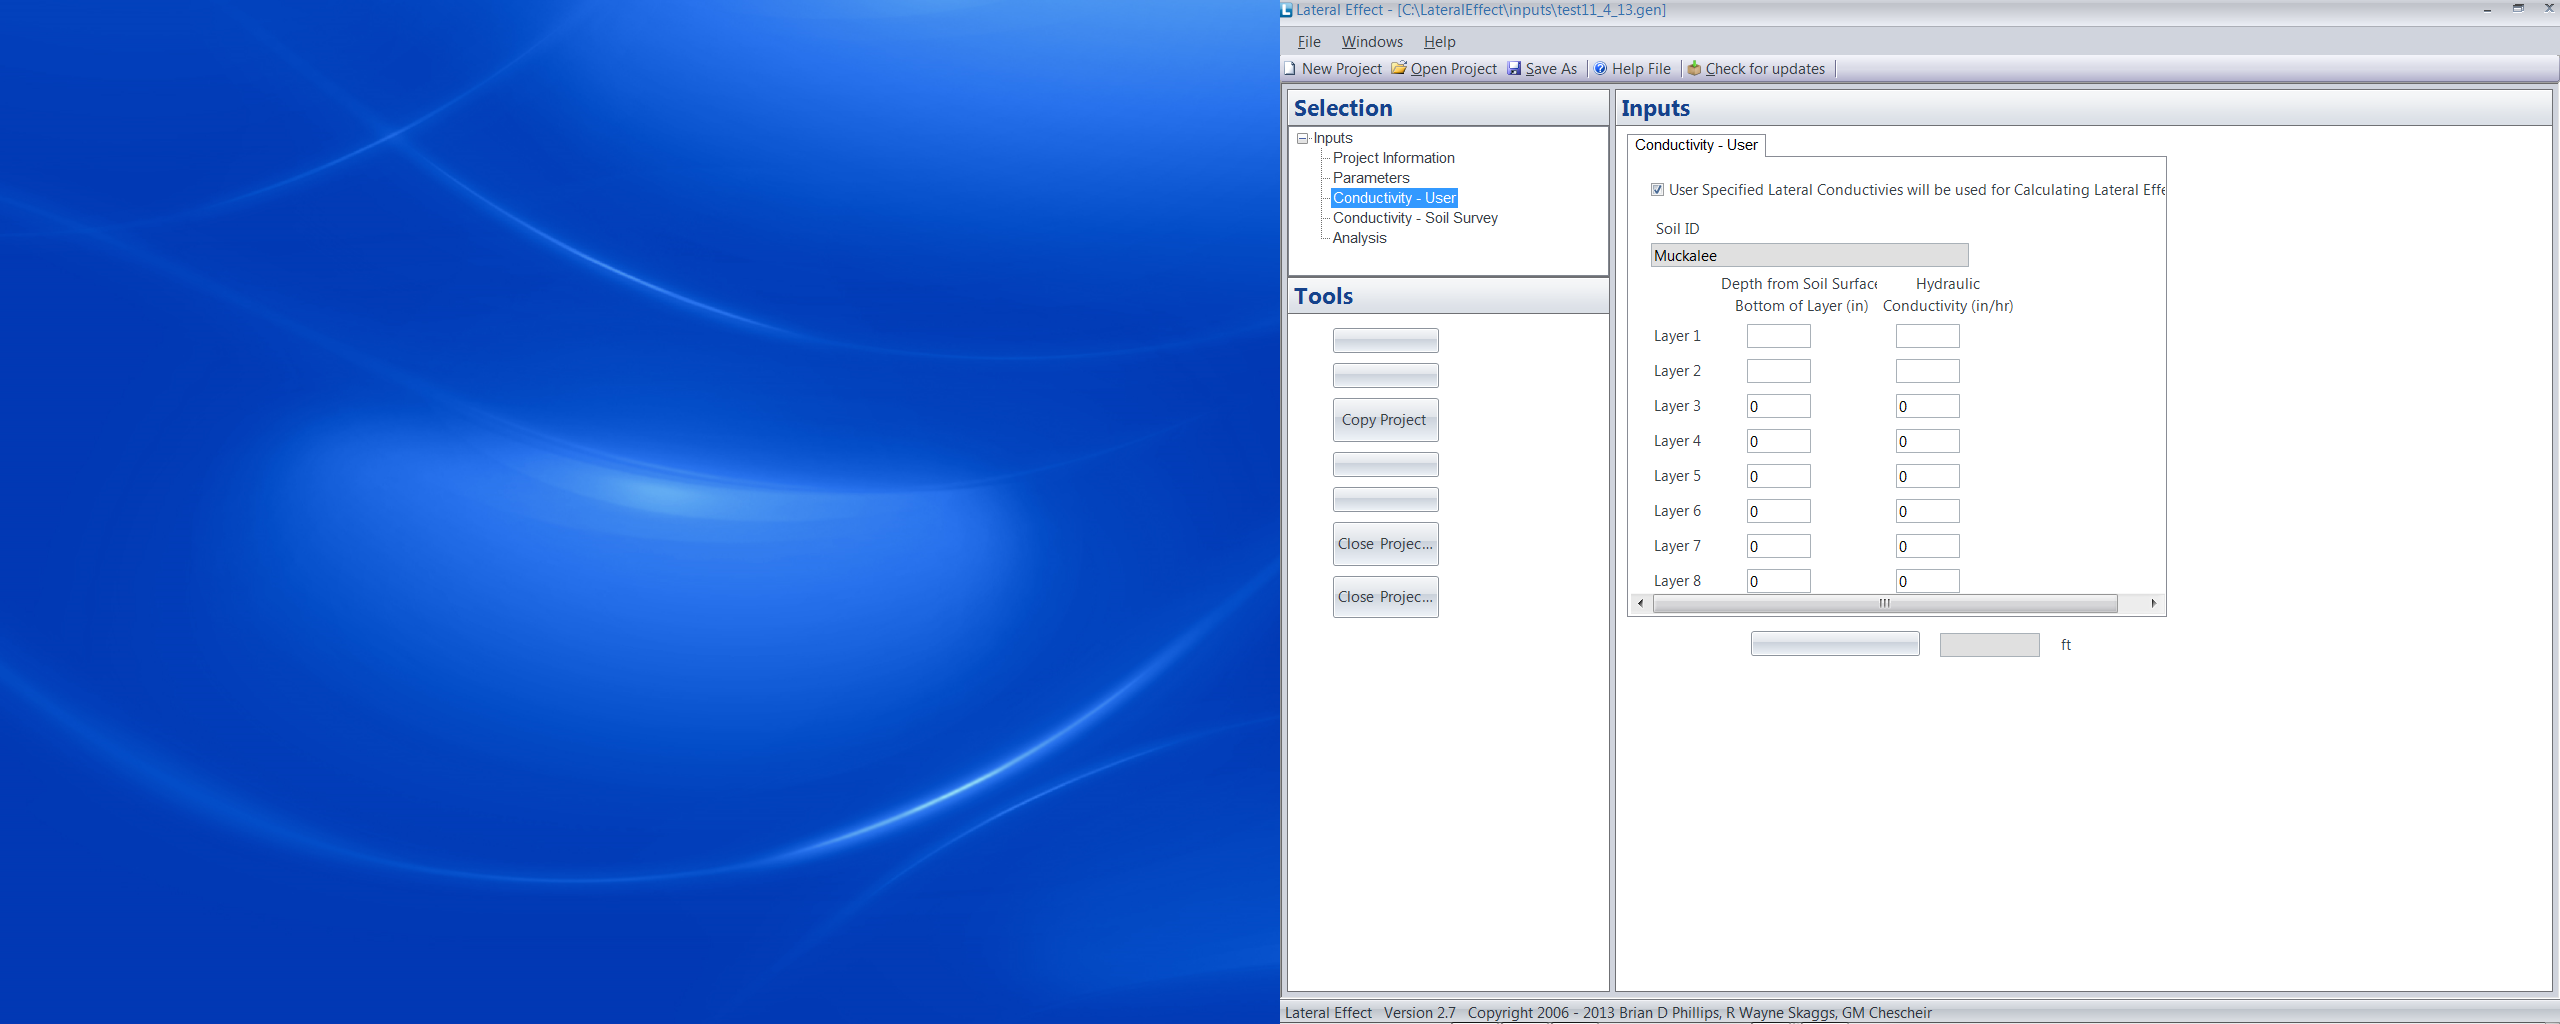 Lateral Effect - [C:\LateralEffect\inputs\test11_4_13.gen]
File Windows Help
New Project Open Project Save As Help File Check for updates
Selection
Inputs
Project Information
Parameters
Conductivity - User
Conductivity - Soil Survey
Analysis
Tools
Copy Project
Close Projec...
Close Projec...
Inputs
Conductivity - User
User Specified Lateral Conductivies will be used for Calculating Lateral Effe
Soil ID
Muckalee
Depth from Soil Surface Hydraulic
Bottom of Layer (in) Conductivity (in/hr)
Layer 1
Layer 2
Layer 3 0 0
Layer 4 0 0
Layer 5 0 0
Layer 6 0 0
Layer 7 0 0
Layer 8 0 0
ft
Lateral Effect Version 2.7 Copyright 2006 - 2013 Brian D Phillips, R Wayne Skaggs, GM Chescheir